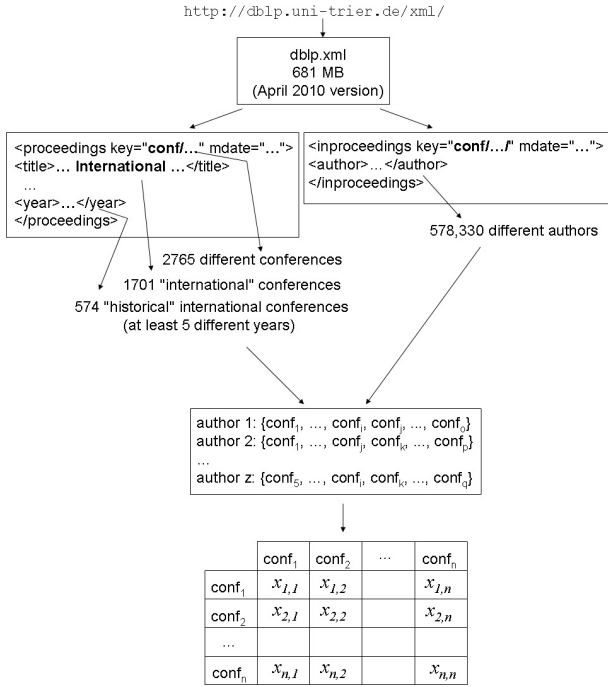 http://dblp.uni-trier.de/xml/
dblp.xml
681 MB
(April 2010 version)
<proceedings key="conf/..." mdate="...">
<title>... International ...</title>
...
<year>...</year>
</proceedings>
<inproceedings key="conf/.../" mdate="...">
<author>...</author>
</inproceedings>
578,330 different authors
2765 different conferences
1701 "international" conferences
574 "historical" international conferences
(at least 5 different years)
author 1: {conf1, ..., confi, confj, ..., confo}
author 2: {conf1, ..., confj, confk, ..., confp}
...
author z: {conf5, ..., confi, confk, ..., confq}
conf1 conf2 ... confn
conf1 x1,1 x1,2 x1,n
conf2 x2,1 x2,2 x2,n
...
confn xn,1 xn,2 xn,n